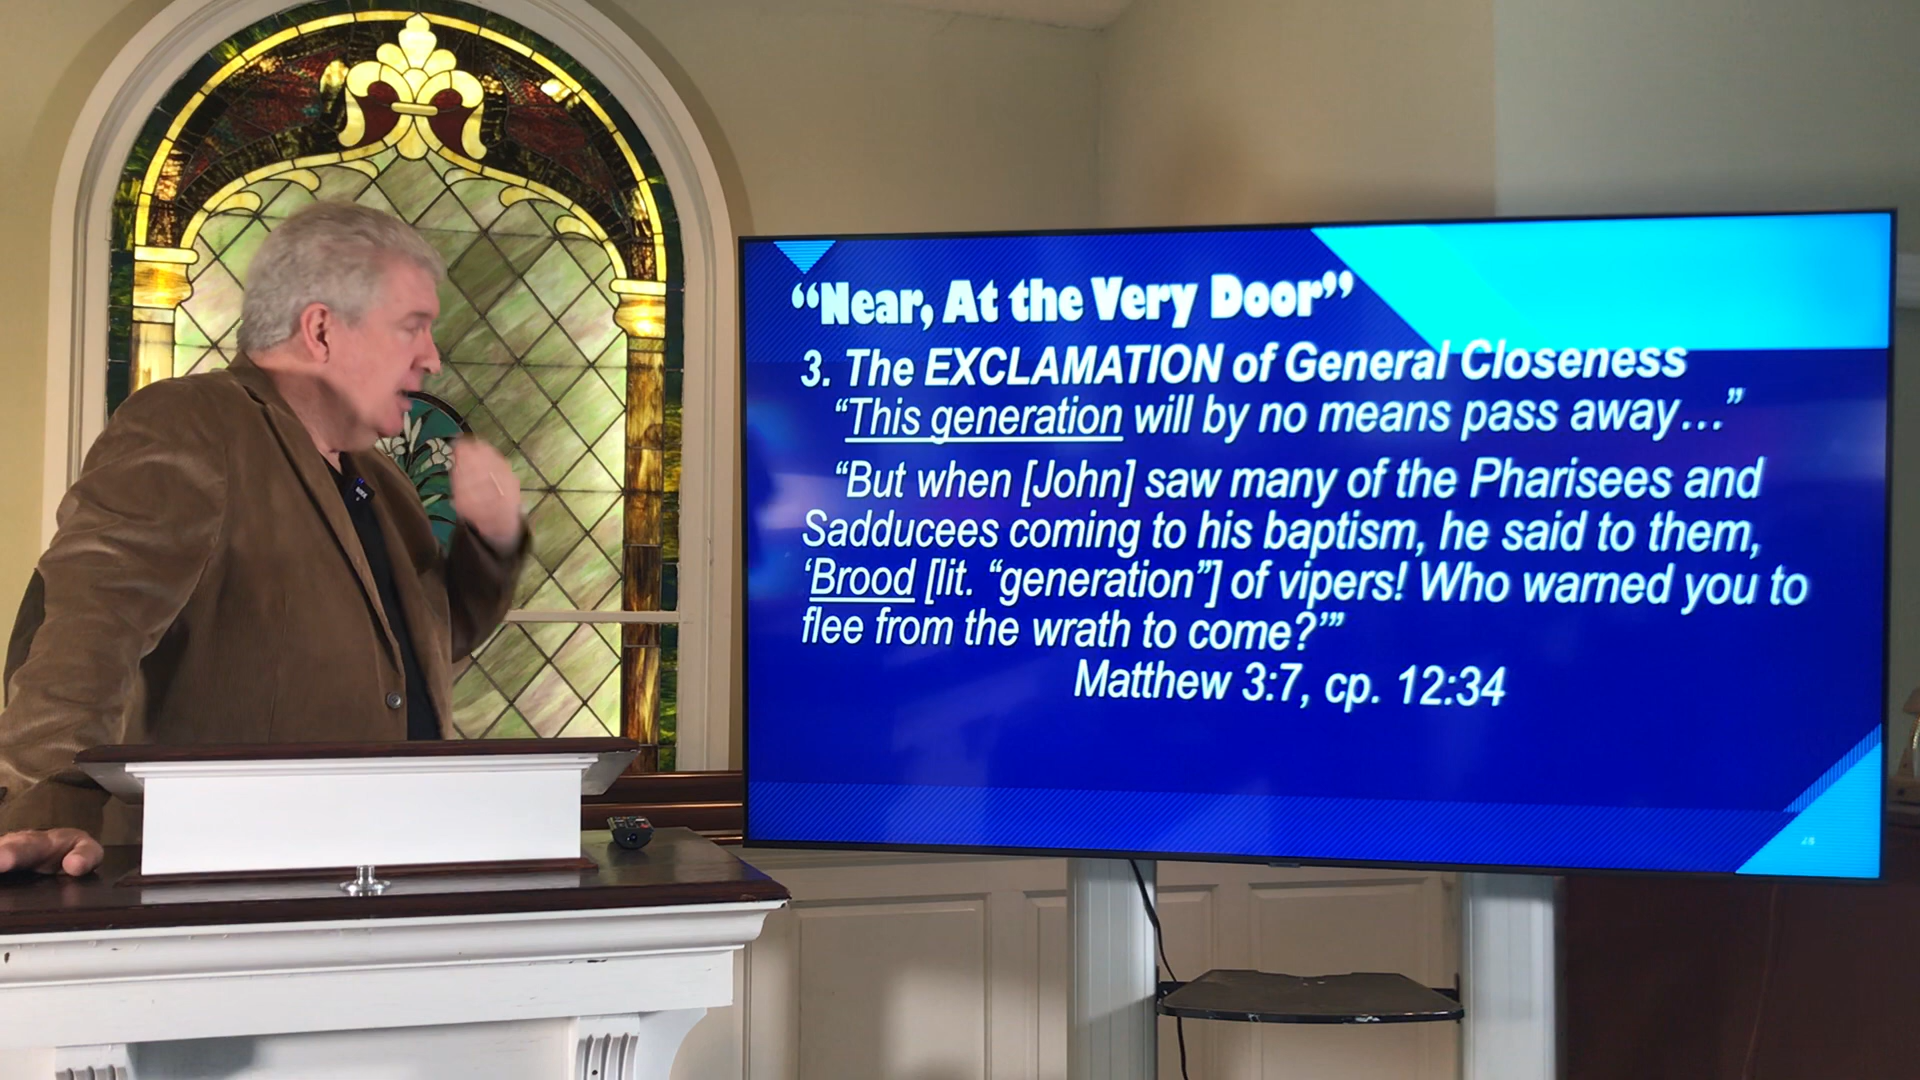 “Near, At the Very Door”
3. The EXCLAMATION of General Closeness
“This generation will by no means pass away…”
“But when [John] saw many of the Pharisees and
Sadducees coming to his baptism, he said to them,
‘Brood [lit. “generation”] of vipers! Who warned you to
flee from the wrath to come?’”
Matthew 3:7, cp. 12:34